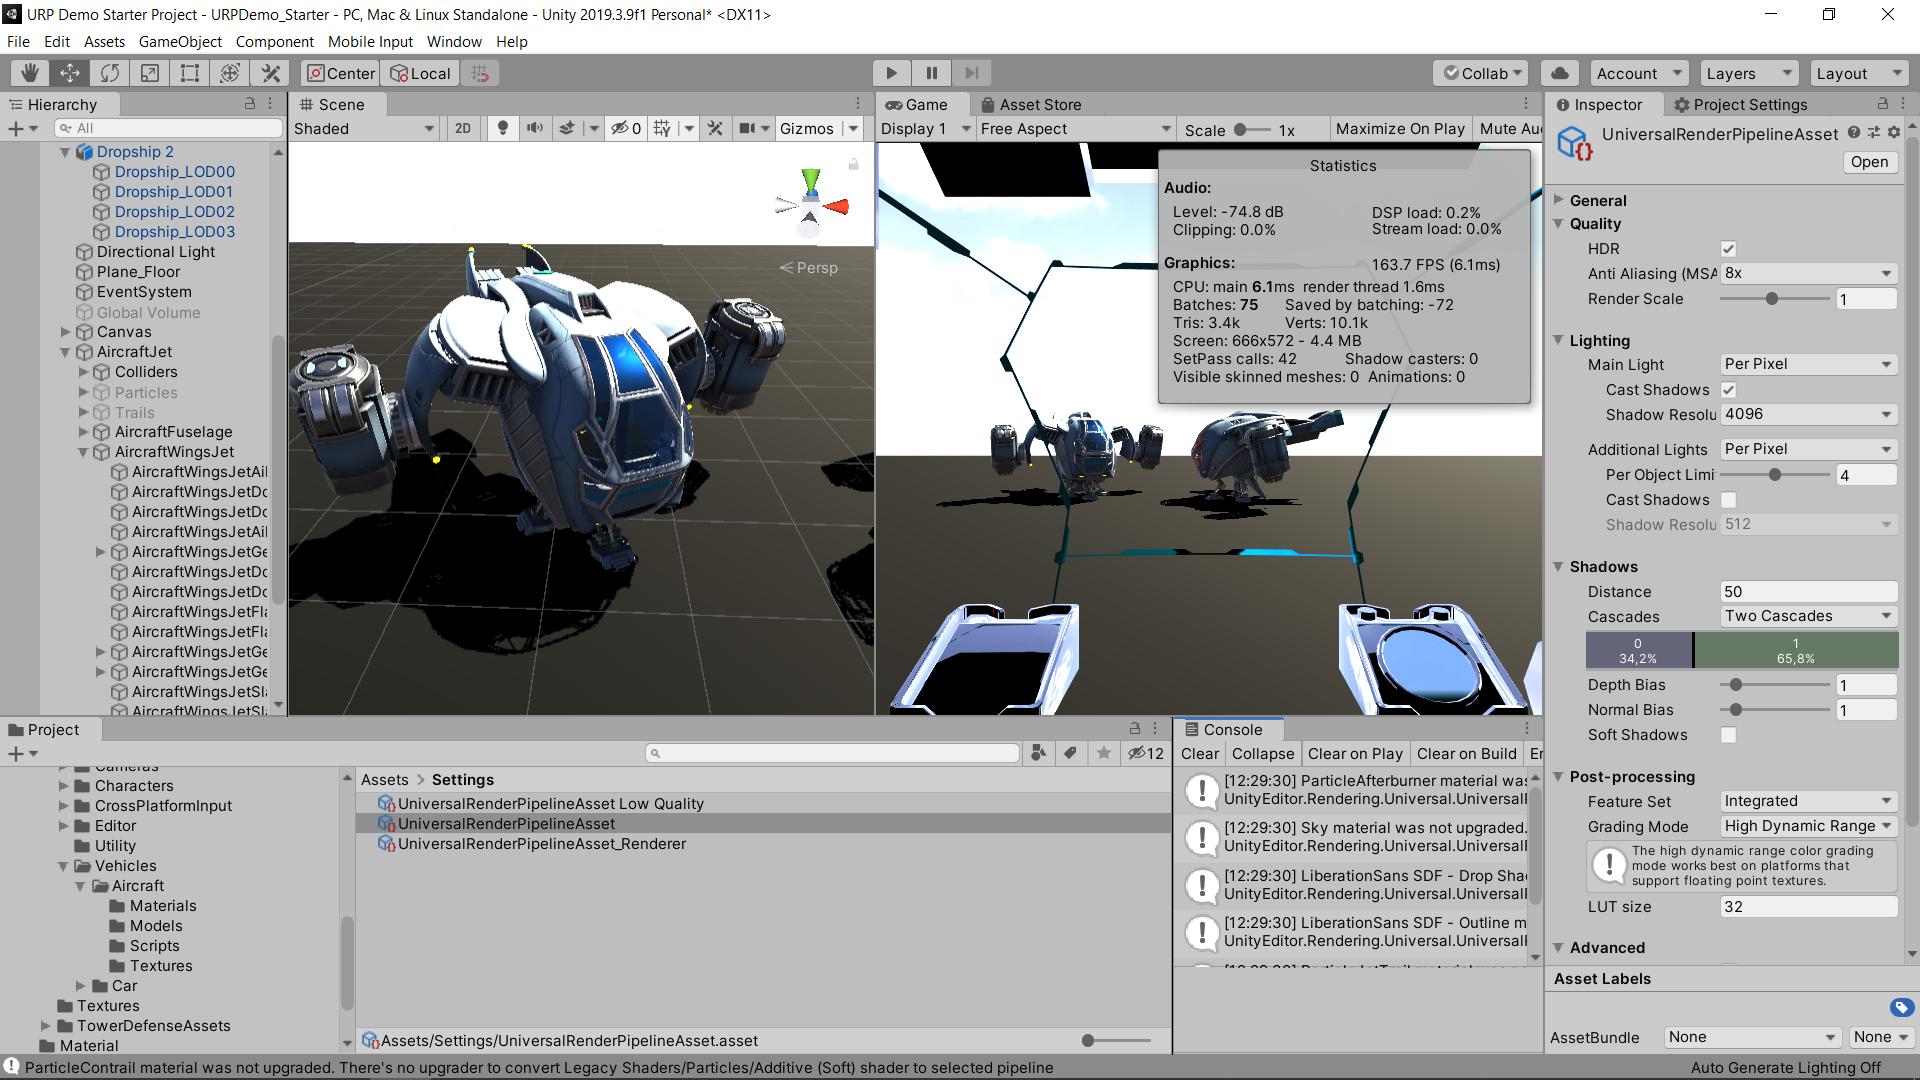 URP Demo Starter Project - URPDemo_Starter - PC, Mac & Linux Standalone - Unity 2019.3.9f1 Personal* <DX11>
File Edit Assets GameObject Component Mobile Input Window Help
Center Local Collab Account Layers Layout
Hierarchy
All
Dropship 2
Dropship_LOD00
Dropship_LOD01
Dropship_LOD02
Dropship_LOD03
Directional Light
Plane_Floor
EventSystem
Global Volume
Canvas
AircraftJet
Colliders
Particles
Trails
AircraftFuselage
AircraftWingsJet
AircraftWingsJetAil
AircraftWingsJetDo
AircraftWingsJetDo
AircraftWingsJetAil
AircraftWingsJetGe
AircraftWingsJetDo
AircraftWingsJetDo
AircraftWingsJetFla
AircraftWingsJetFla
AircraftWingsJetGe
AircraftWingsJetGe
AircraftWingsJetSl
AircraftWingsJetSl
Scene
Shaded 2D 0 Gizmos
Persp
Game Asset Store
Display 1 Free Aspect Scale 1x Maximize On Play Mute Au
Statistics
Audio:
Level: -74.8 dB DSP load: 0.2%
Clipping: 0.0% Stream load: 0.0%
Graphics: 163.7 FPS (6.1ms)
CPU: main 6.1ms render thread 1.6ms
Batches: 75 Saved by batching: -72
Tris: 3.4k Verts: 10.1k
Screen: 666x572 - 4.4 MB
SetPass calls: 42 Shadow casters: 0
Visible skinned meshes: 0 Animations: 0
Inspector Project Settings
UniversalRenderPipelineAsset
Open
General
Quality
HDR
Anti Aliasing (MSA 8x
Render Scale 1
Lighting
Main Light Per Pixel
Cast Shadows
Shadow Resolu 4096
Additional Lights Per Pixel
Per Object Limi 4
Cast Shadows
Shadow Resolu 512
Shadows
Distance 50
Cascades Two Cascades
0 1
34,2% 65,8%
Depth Bias 1
Normal Bias 1
Soft Shadows
Post-processing
Feature Set Integrated
Grading Mode High Dynamic Range
The high dynamic range color grading
mode works best on platforms that
support floating point textures.
LUT size 32
Advanced
Asset Labels
AssetBundle None None
Project
12
Cameras
Characters
CrossPlatformInput
Editor
Utility
Vehicles
Aircraft
Materials
Models
Scripts
Textures
Car
Textures
TowerDefenseAssets
Material
Assets > Settings
UniversalRenderPipelineAsset Low Quality
UniversalRenderPipelineAsset
UniversalRenderPipelineAsset_Renderer
Assets/Settings/UniversalRenderPipelineAsset.asset
Console
Clear Collapse Clear on Play Clear on Build Er
[12:29:30] ParticleAfterburner material was
UnityEditor.Rendering.Universal.Universal
[12:29:30] Sky material was not upgraded.
UnityEditor.Rendering.Universal.Universal
[12:29:30] LiberationSans SDF - Drop Sha
UnityEditor.Rendering.Universal.Universal
[12:29:30] LiberationSans SDF - Outline m
UnityEditor.Rendering.Universal.Universal
ParticleContrail material was not upgraded. There's no upgrader to convert Legacy Shaders/Particles/Additive (Soft) shader to selected pipeline
Auto Generate Lighting Off